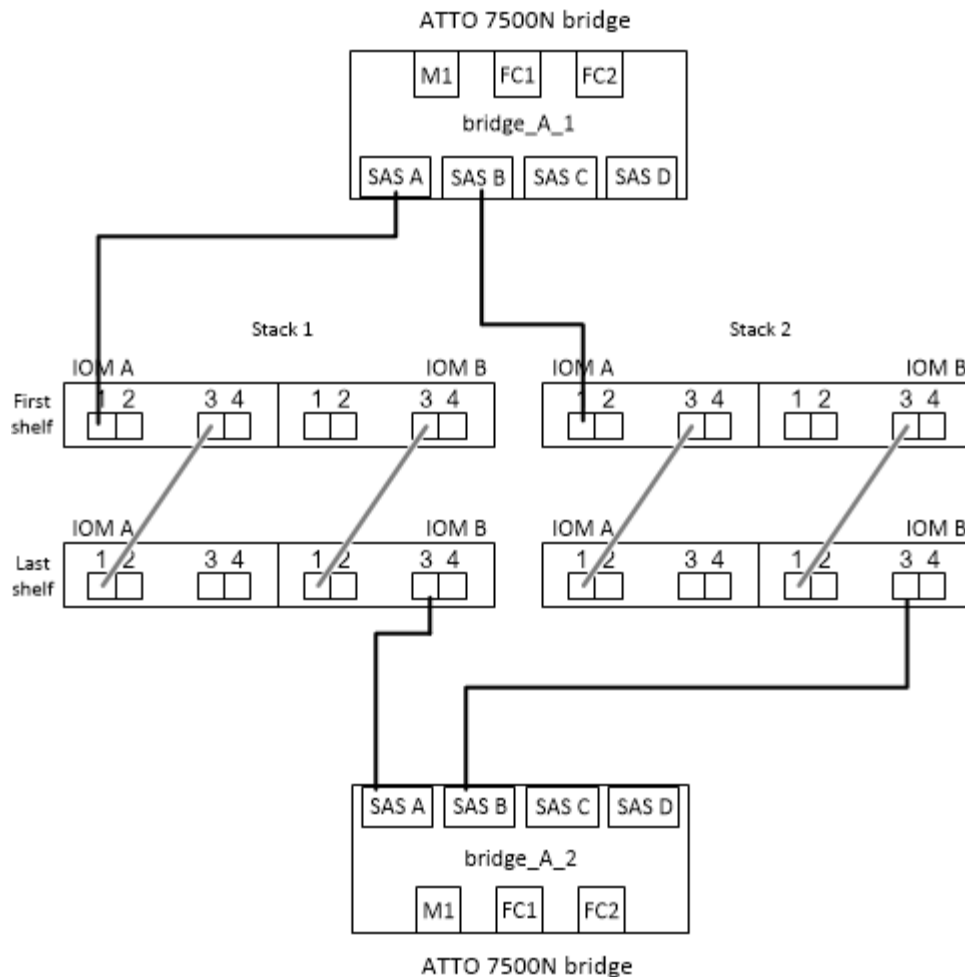 ATTO 7500N bridge
M1 FC1 FC2
bridge_A_1
SAS A SAS B SAS C SAS D
Stack 1 Stack 2
IOM A IOM B IOM A IOM B
First shelf 1 2 3 4 1 2 3 4 1 2 3 4 1 2 3 4
IOM A IOM B IOM A IOM B
Last shelf 1 2 3 4 1 2 3 4 1 2 3 4 1 2 3 4
SAS A SAS B SAS C SAS D
bridge_A_2
M1 FC1 FC2
ATTO 7500N bridge